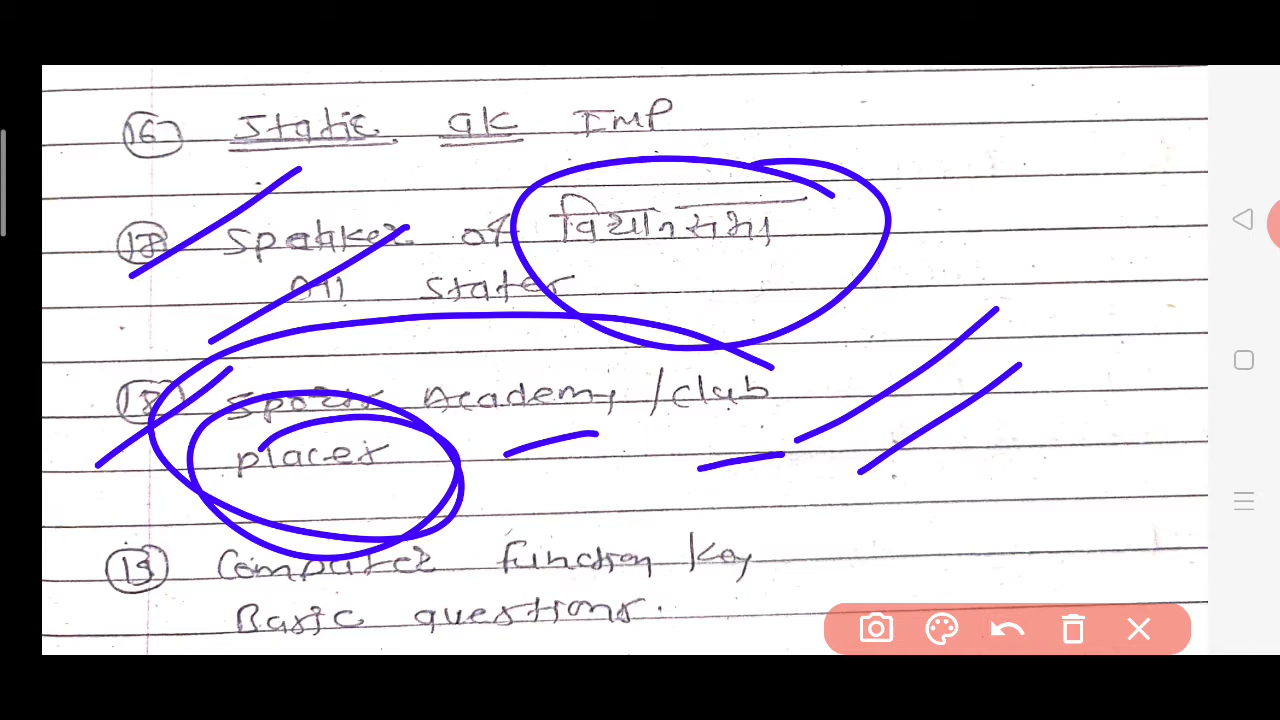 16 Static GK Imp
17 Speaker of विधानसभा
All States
18 Sports Academy / Club
places
19 Computer function key
Basic questions.